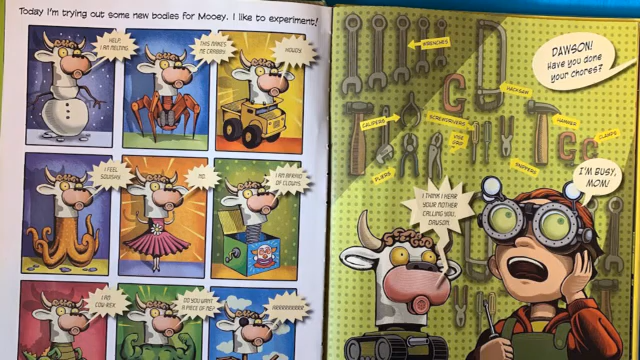 Today I'm trying out some new bodies for Mooey. I like to experiment!
HELP,
I AM MELTING.
THIS MAKES
ME CRABBY.
HOWDY.
I FEEL
SQUISHY.
NO.
I AM AFRAID
OF CLOWNS.
I AM
COW-REX.
DO YOU WANT
A PIECE OF ME?
ARRRRRRRRR
DAWSON!
Have you done
your chores?
WRENCHES
HACKSAW
HAMMER
CLAMPS
CALIPERS
SCREWDRIVERS
PLIERS
I'M BUSY,
MOM!
I THINK I HEAR
YOUR MOTHER
CALLING YOU,
DAWSON.